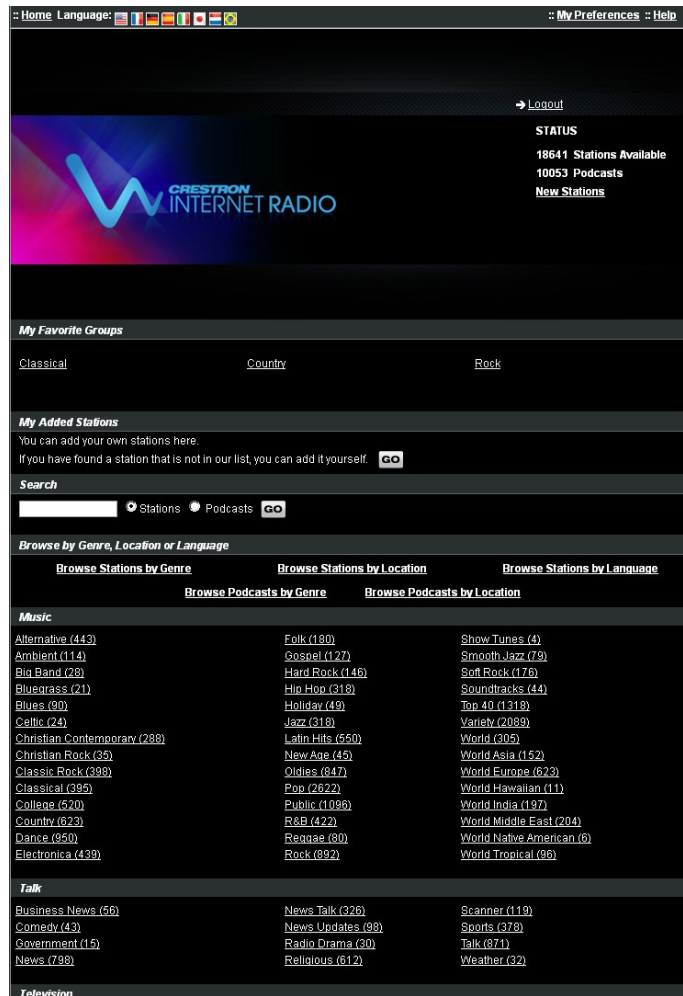 :: Home Language: :: My Preferences :: Help
Logout
STATUS
18641 Stations Available
10053 Podcasts
New Stations
CRESTRON
INTERNET RADIO
My Favorite Groups
Classical Country Rock
My Added Stations
You can add your own stations here.
If you have found a station that is not in our list, you can add it yourself. GO
Search
Stations Podcasts GO
Browse by Genre, Location or Language
Browse Stations by Genre Browse Stations by Location Browse Stations by Language
Browse Podcasts by Genre Browse Podcasts by Location
Music
Alternative (443) Folk (180) Show Tunes (4)
Ambient (114) Gospel (127) Smooth Jazz (79)
Big Band (28) Hard Rock (146) Soft Rock (176)
Bluegrass (21) Hip Hop (318) Soundtracks (44)
Blues (90) Holiday (49) Top 40 (1318)
Celtic (24) Jazz (318) Variety (2089)
Christian Contemporary (288) Latin Hits (550) World (305)
Christian Rock (35) New Age (45) World Asia (152)
Classic Rock (398) Oldies (847) World Europe (623)
Classical (395) Pop (2622) World Hawaiian (11)
College (520) Public (1096) World India (197)
Country (623) R&B (422) World Middle East (204)
Dance (950) Reggae (80) World Native American (6)
Electronica (439) Rock (892) World Tropical (96)
Talk
Business News (56) News Talk (326) Scanner (119)
Comedy (43) News Updates (98) Sports (378)
Government (15) Radio Drama (30) Talk (871)
News (798) Religious (612) Weather (32)
Television